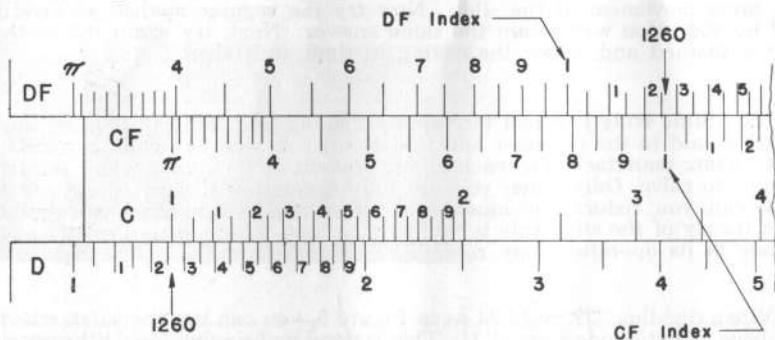 DF Index
1260
π 4 5 6 7 8 9 1 1 2 3 4 5
DF
CF 1 2
π 4 5 6 7 8 9
1 2 3 4
C 1 2 3 4 5 6 7 8 9
D 1 2 3 4 5 6 7 8 9
1 2 3 4 5
1260
CF Index